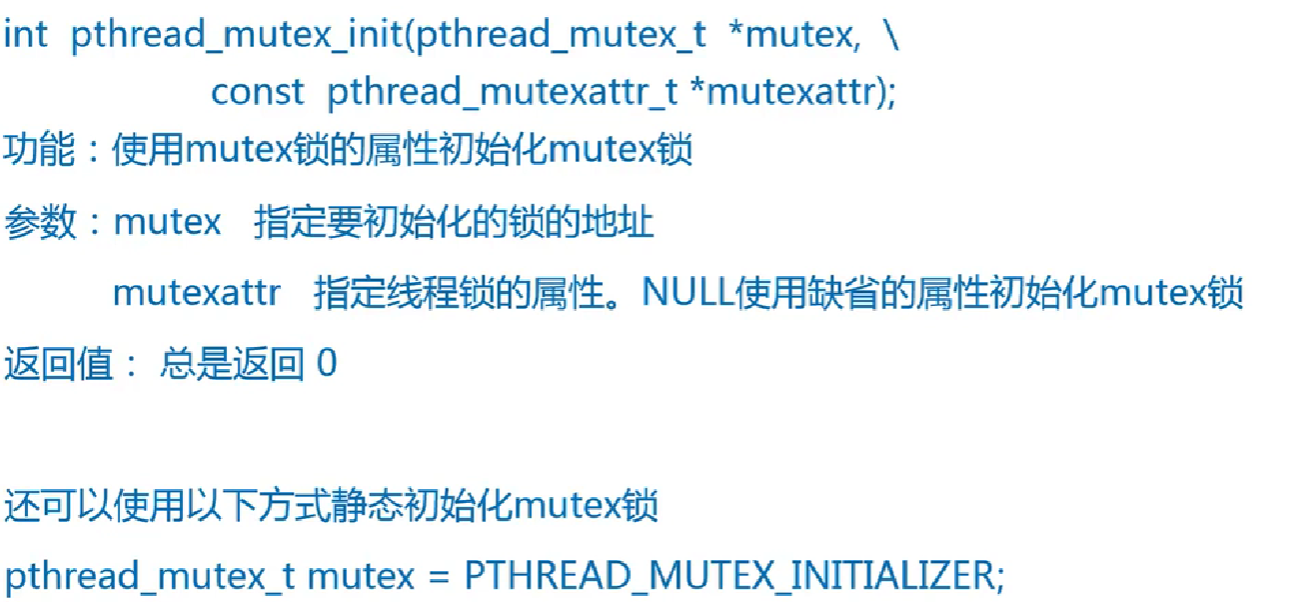 int pthread_mutex_init(pthread_mutex_t *mutex, \
const pthread_mutexattr_t *mutexattr);
功能：使用mutex锁的属性初始化mutex锁
参数：mutex 指定要初始化的锁的地址
mutexattr 指定线程锁的属性。NULL使用缺省的属性初始化mutex锁
返回值： 总是返回 0
还可以使用以下方式静态初始化mutex锁
pthread_mutex_t mutex = PTHREAD_MUTEX_INITIALIZER;